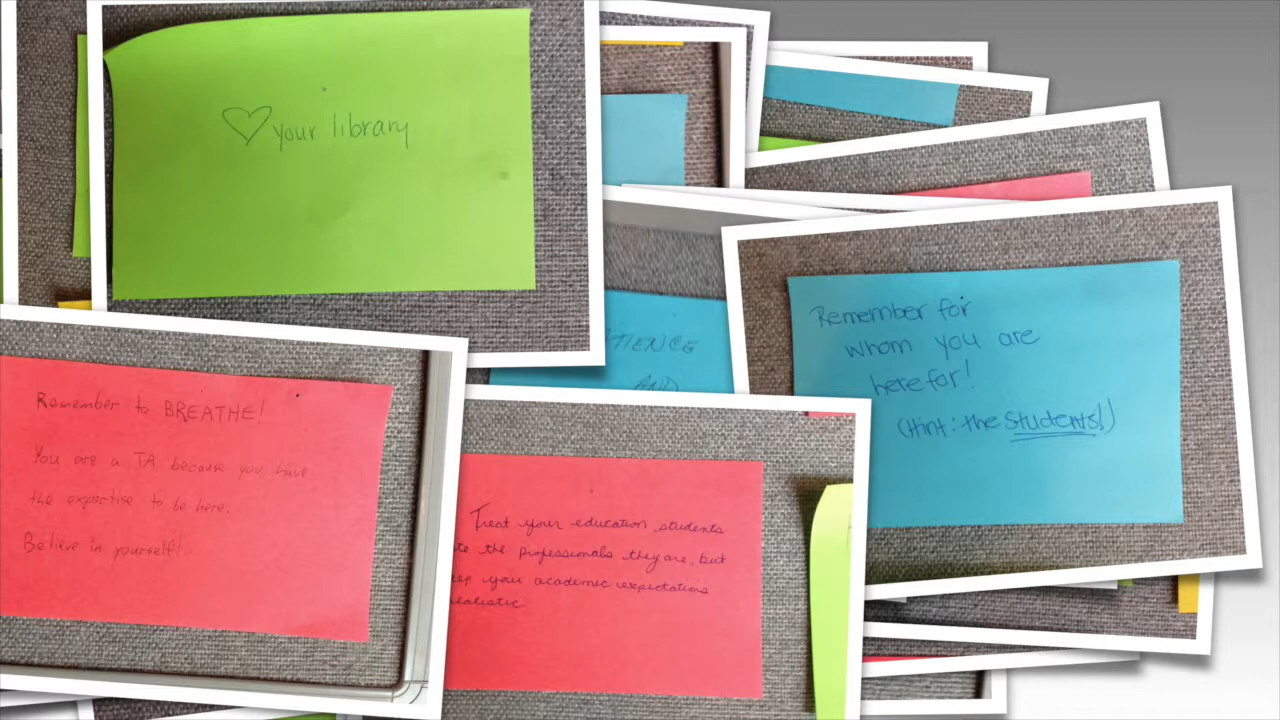 ♡ your library
Remember for
whom you are
here for!
(Hint: the students!)
Remember to BREATHE!
You are a TA because you have
the expertise to be here.
Believe in yourself!
TIENCE
AND
Treat your education students
the professionals they are, but
your academic expectations